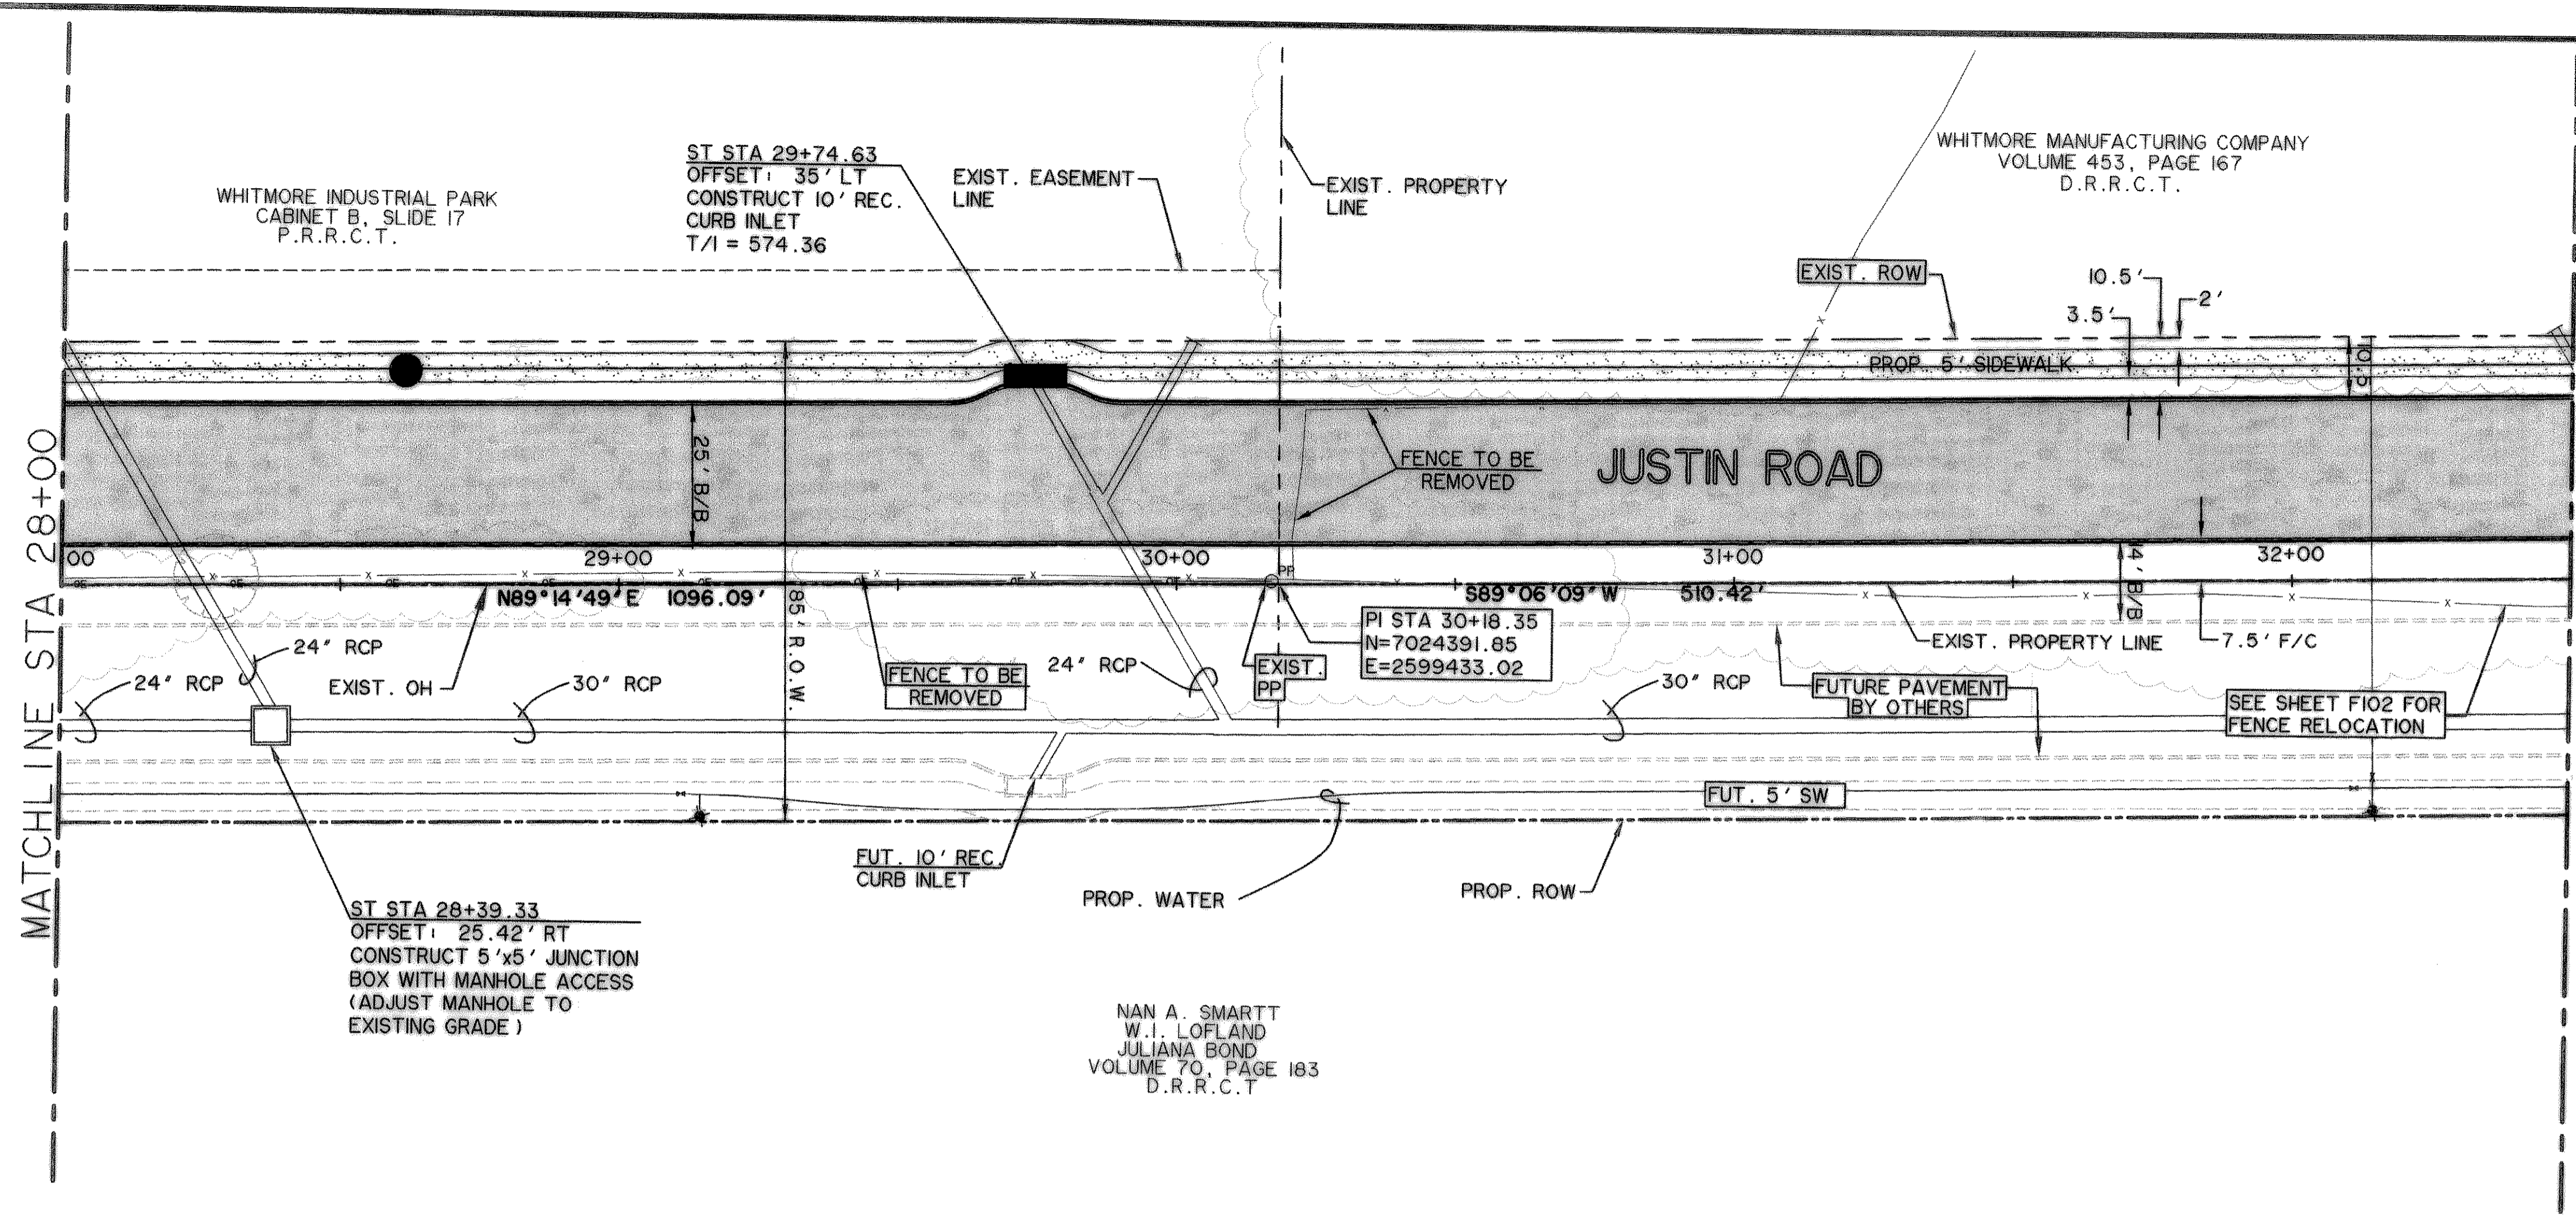 WHITMORE INDUSTRIAL PARK
CABINET B, SLIDE 17
P.R.R.C.T.
ST STA 29+74.63
OFFSET: 35' LT
CONSTRUCT 10' REC.
CURB INLET
T/I = 574.36
EXIST. EASEMENT
LINE
EXIST. PROPERTY
LINE
WHITMORE MANUFACTURING COMPANY
VOLUME 453, PAGE 167
D.R.R.C.T.
EXIST. ROW
10.5'
2'
3.5'
PROP. 5' SIDEWALK
10.5'
MATCHLINE STA 28+00
25' B/B
FENCE TO BE
REMOVED
JUSTIN ROAD
00
29+00
30+00
31+00
32+00
OE
OE
OE
OE
OE
OE
OE
PP
14' B/B
N89°14'49"E 1096.09'
S89°06'09"W 510.42'
85' R.O.W.
24" RCP
24" RCP
EXIST. OH
30" RCP
FENCE TO BE
REMOVED
24" RCP
EXIST.
PP
PI STA 30+18.35
N=7024391.85
E=2599433.02
EXIST. PROPERTY LINE
7.5' F/C
30" RCP
FUTURE PAVEMENT
BY OTHERS
SEE SHEET F102 FOR
FENCE RELOCATION
FUT. 5' SW
FUT. 10' REC.
CURB INLET
PROP. WATER
PROP. ROW
ST STA 28+39.33
OFFSET: 25.42' RT
CONSTRUCT 5'x5' JUNCTION
BOX WITH MANHOLE ACCESS
(ADJUST MANHOLE TO
EXISTING GRADE)
NAN A. SMARTT
W.I. LOFLAND
JULIANA BOND
VOLUME 70, PAGE 183
D.R.R.C.T